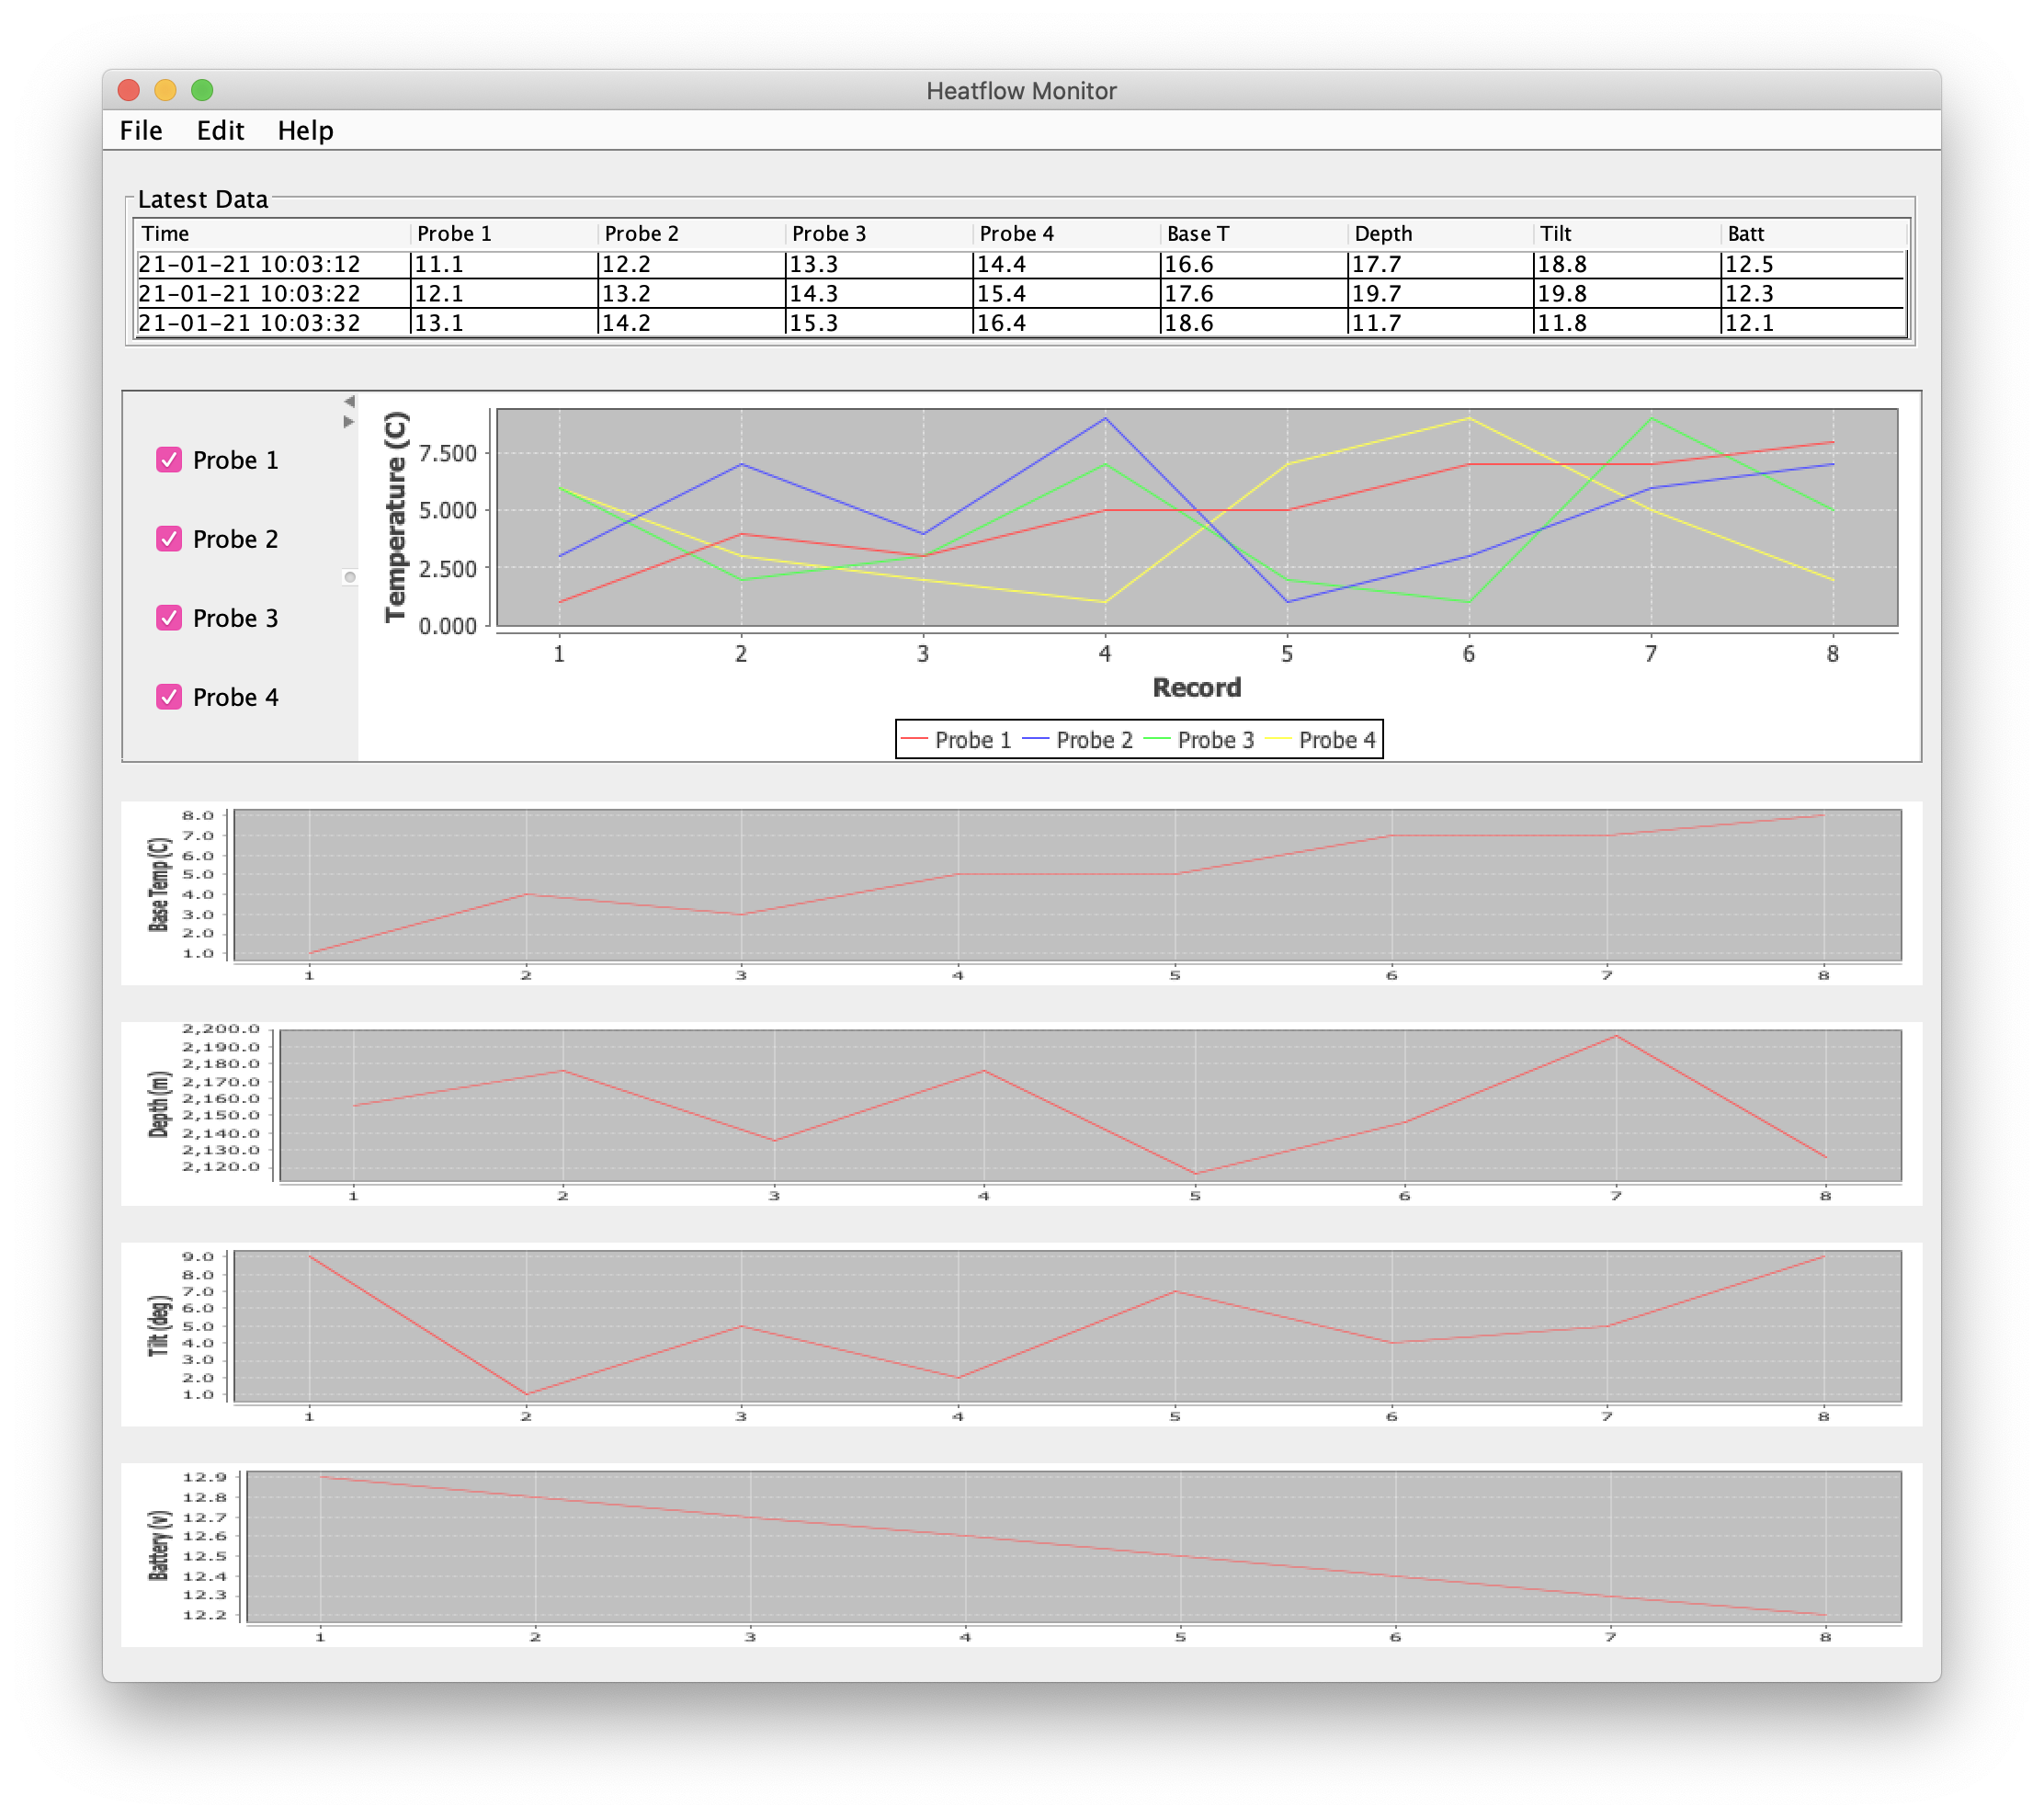 Heatflow Monitor
File Edit Help
Latest Data
Time Probe 1 Probe 2 Probe 3 Probe 4 Base T Depth Tilt Batt
21-01-21 10:03:12 11.1 12.2 13.3 14.4 16.6 17.7 18.8 12.5
21-01-21 10:03:22 12.1 13.2 14.3 15.4 17.6 19.7 19.8 12.3
21-01-21 10:03:32 13.1 14.2 15.3 16.4 18.6 11.7 11.8 12.1
Probe 1
Probe 2
Probe 3
Probe 4
Temperature (C)
7.500
5.000
2.500
0.000
1 2 3 4 5 6 7 8
Record
Probe 1 Probe 2 Probe 3 Probe 4
Base Temp (C)
8.0
7.0
6.0
5.0
4.0
3.0
2.0
1.0
1 2 3 4 5 6 7 8
Depth (m)
2,200.0
2,190.0
2,180.0
2,170.0
2,160.0
2,150.0
2,140.0
2,130.0
2,120.0
1 2 3 4 5 6 7 8
Tilt (deg)
9.0
8.0
7.0
6.0
5.0
4.0
3.0
2.0
1.0
1 2 3 4 5 6 7 8
Battery (v)
12.9
12.8
12.7
12.6
12.5
12.4
12.3
12.2
1 2 3 4 5 6 7 8